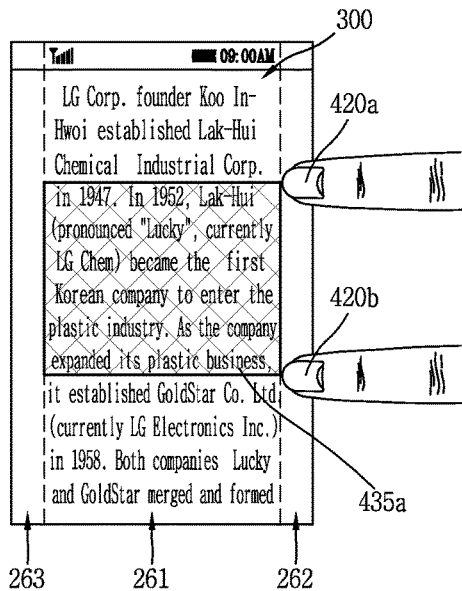 09:00AM
300
LG Corp. founder Koo In-
Hwoi established Lak-Hui
Chemical Industrial Corp.
in 1947. In 1952, Lak-Hui
(pronounced "Lucky", currently
LG Chem) became the first
Korean company to enter the
plastic industry. As the company
expanded its plastic business,
it established GoldStar Co. Ltd
(currently LG Electronics Inc.)
in 1958. Both companies Lucky
and GoldStar merged and formed
420a
420b
435a
263
261
262